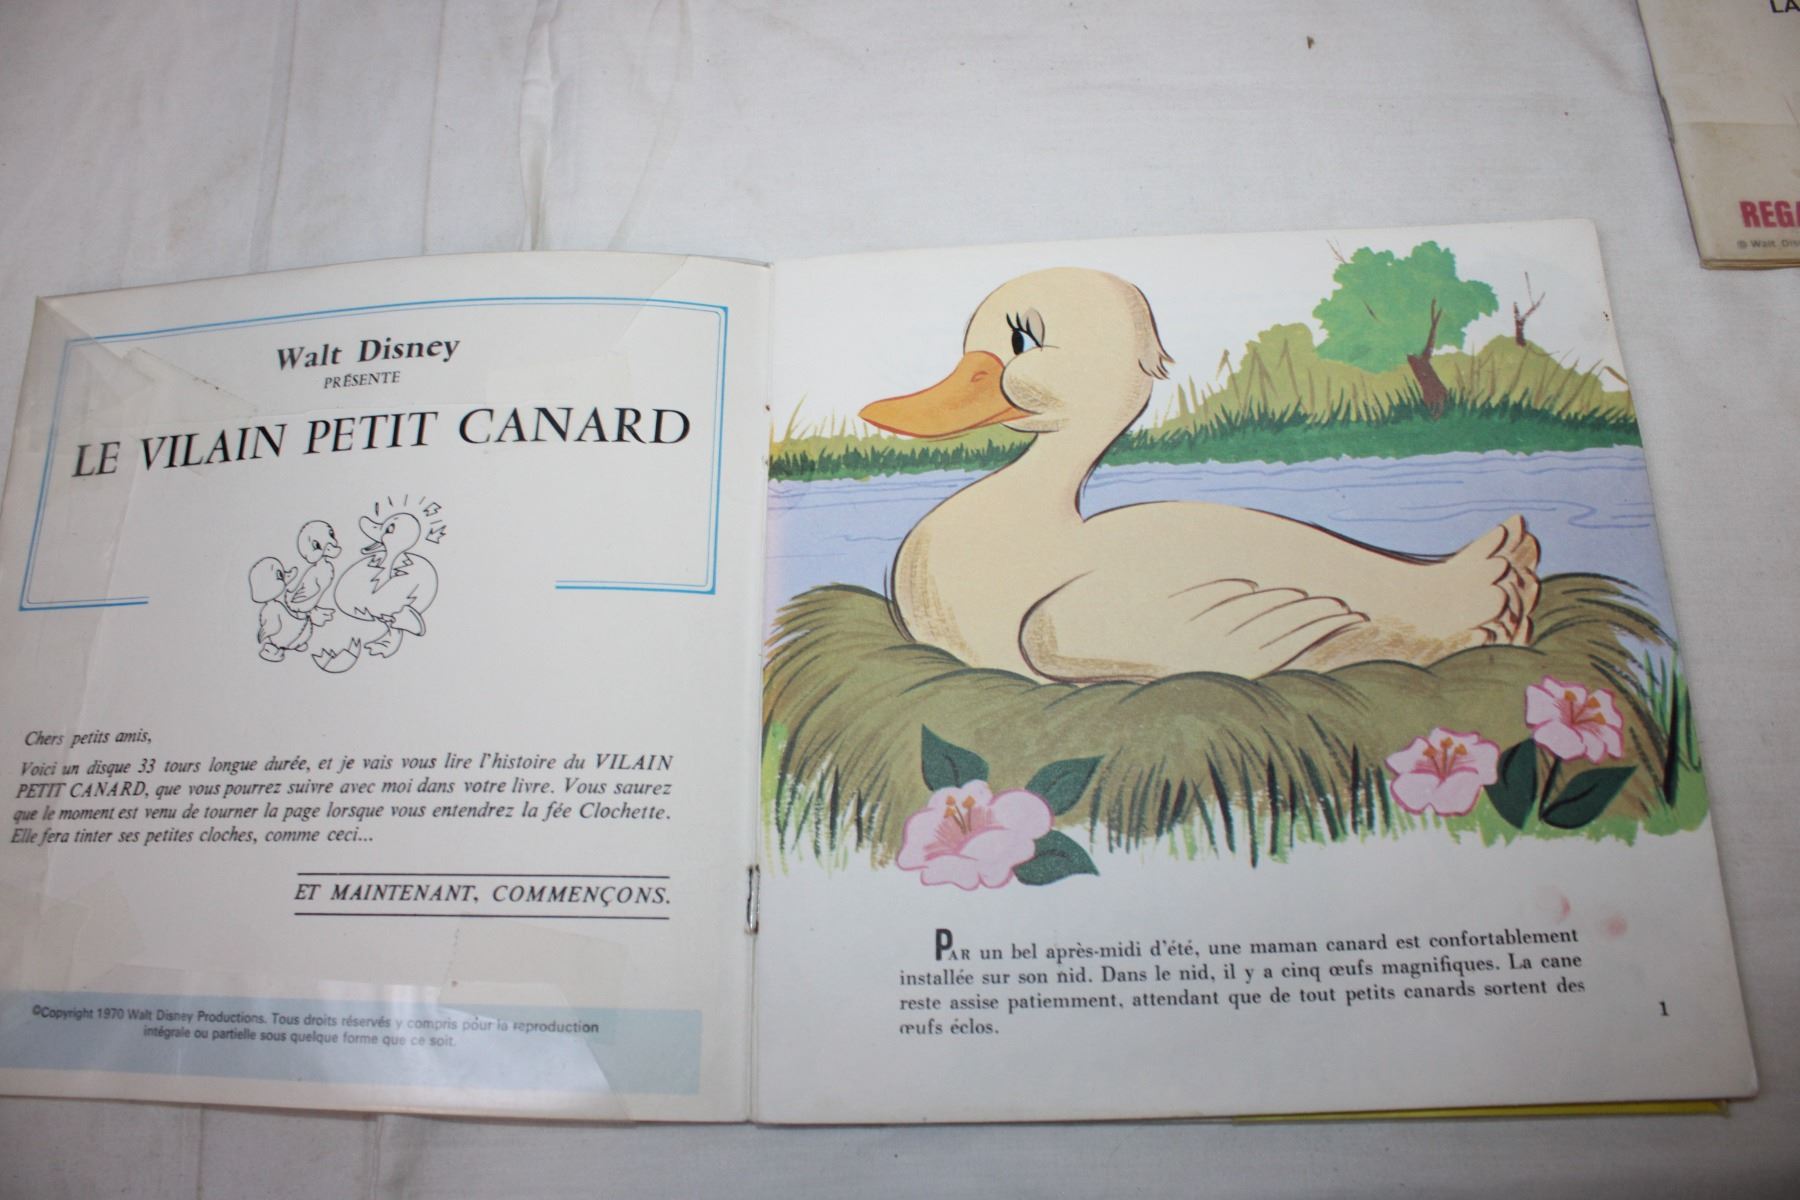 Walt Disney
PRÉSENTE
LE VILAIN PETIT CANARD
Chers petits amis,
Voici un disque 33 tours longue durée, et je vais vous lire l'histoire du VILAIN
PETIT CANARD, que vous pourrez suivre avec moi dans votre livre. Vous saurez
que le moment est venu de tourner la page lorsque vous entendrez la fée Clochette.
Elle fera tinter ses petites cloches, comme ceci...
ET MAINTENANT, COMMENÇONS.
©Copyright 1970 Walt Disney Productions. Tous droits réservés y compris pour la reproduction
intégrale ou partielle sous quelque forme que ce soit.
PAR un bel après-midi d'été, une maman canard est confortablement
installée sur son nid. Dans le nid, il y a cinq œufs magnifiques. La cane
reste assise patiemment, attendant que de tout petits canards sortent des
œufs éclos.
1
LA
REGA
© Walt Dis